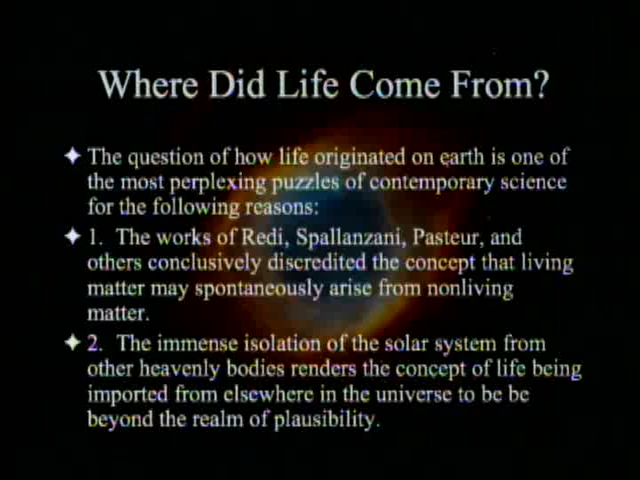 Where Did Life Come From?
The question of how life originated on earth is one of
the most perplexing puzzles of contemporary science
for the following reasons:
1. The works of Redi, Spallanzani, Pasteur, and
others conclusively discredited the concept that living
matter may spontaneously arise from nonliving
matter.
2. The immense isolation of the solar system from
other heavenly bodies renders the concept of life being
imported from elsewhere in the universe to be be
beyond the realm of plausibility.